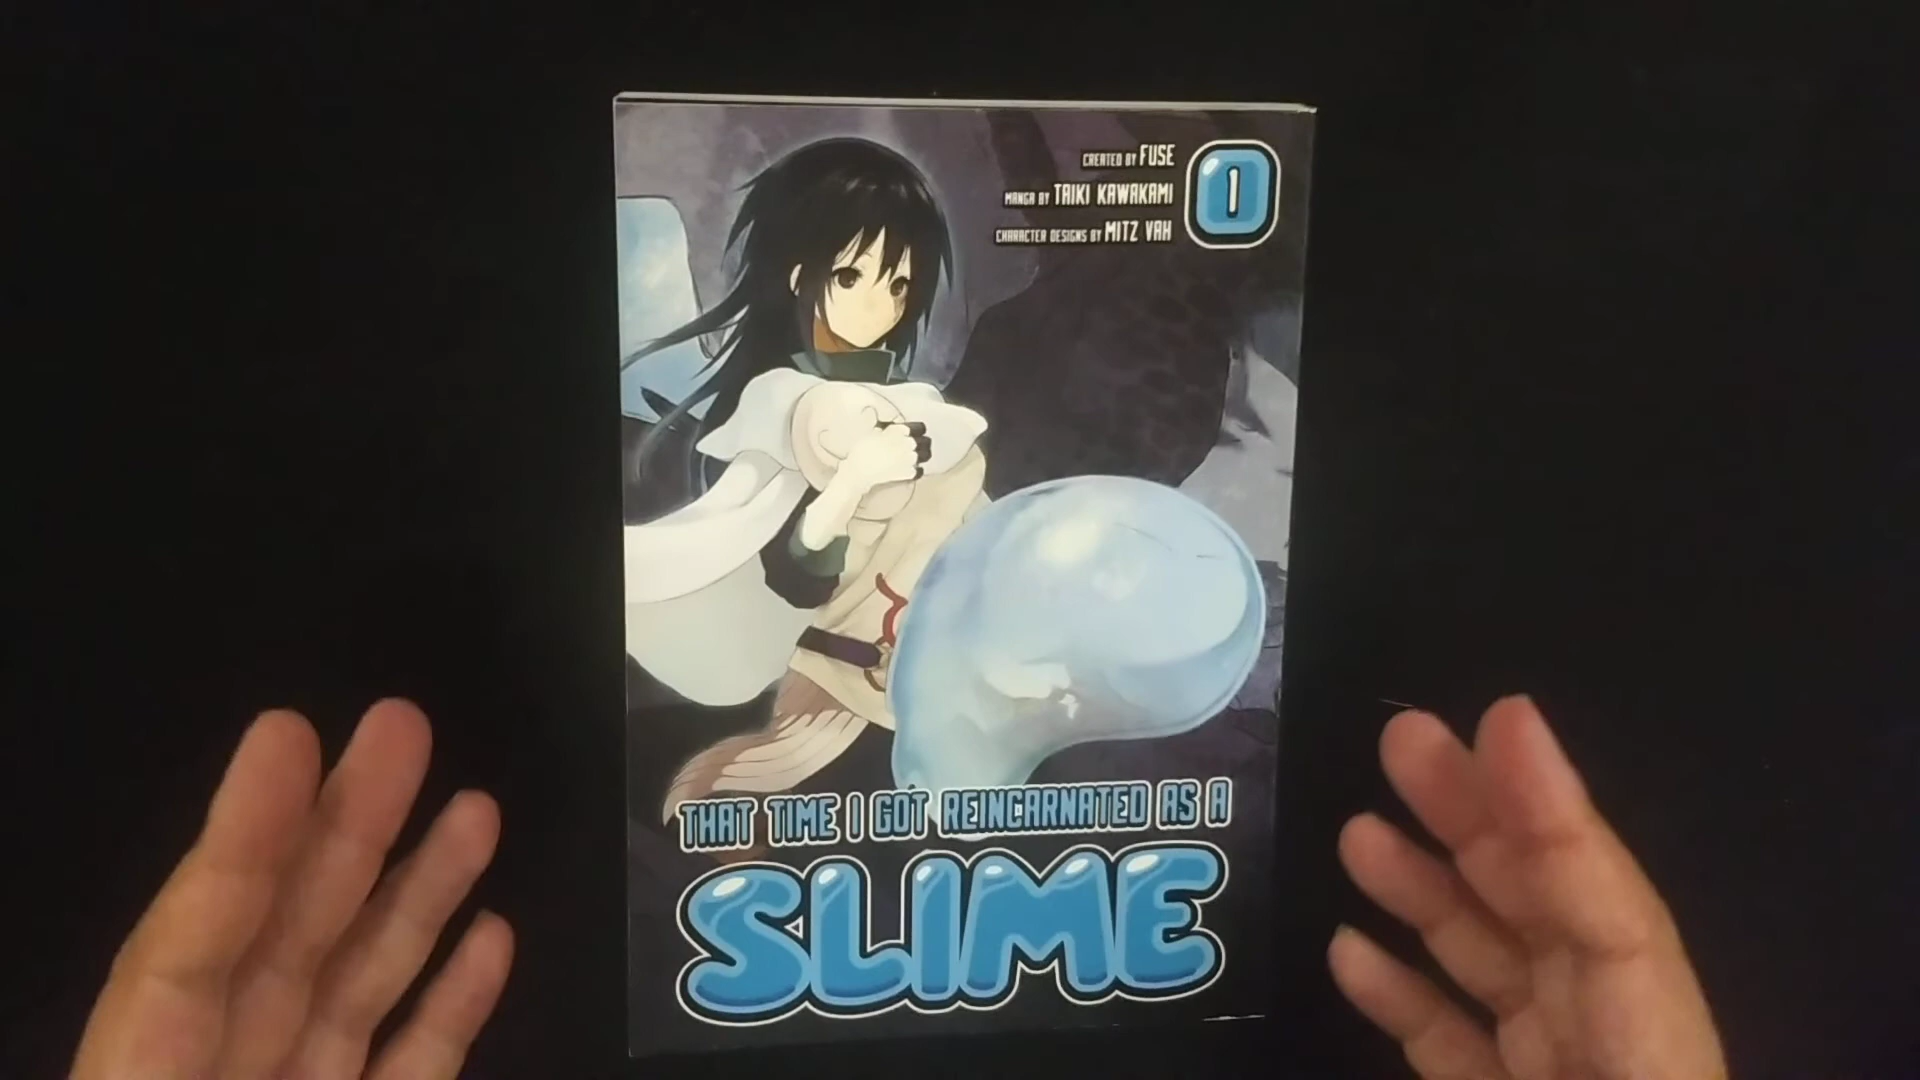 CREATED BY FUSE
MANGA BY TAIKI KAWAKAMI
CHARACTER DESIGNS BY MITZ VAH
1
THAT TIME I GOT REINCARNATED AS A
SLIME